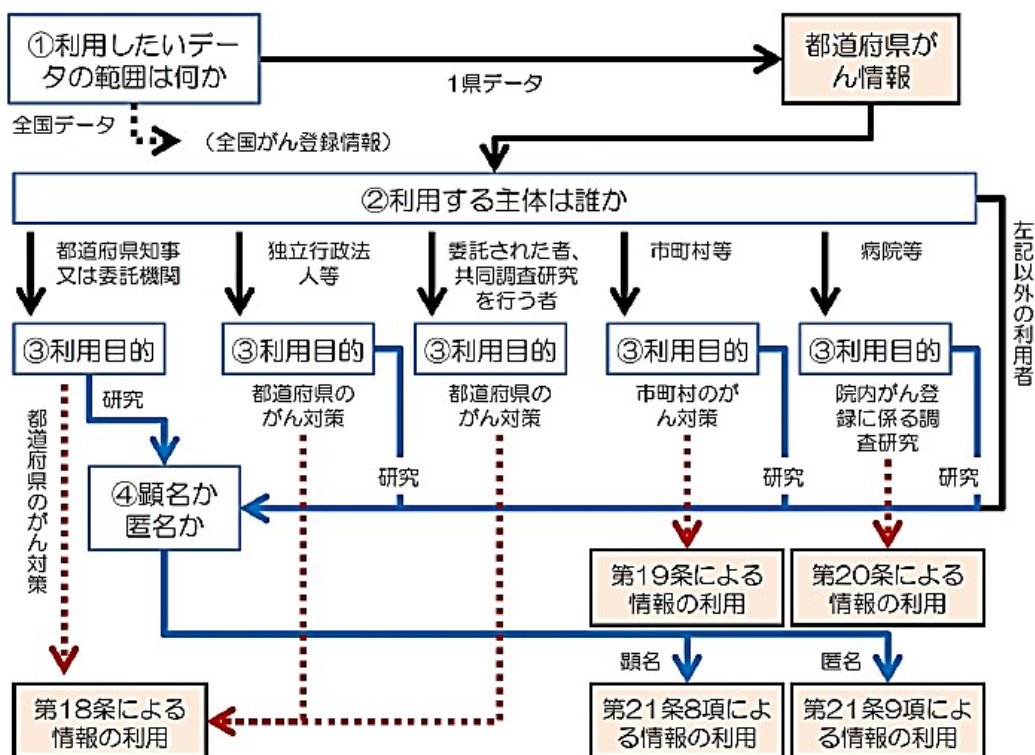 ①利用したいデー
タの範囲は何か
1県データ
都道府県が
ん情報
全国データ
(全国がん登録情報)
②利用する主体は誰か
都道府県知事
又は委託機関
独立行政法
人等
委託された者、
共同調査研究
を行う者
市町村等
病院等
左記以外の利用者
③利用目的
③利用目的
③利用目的
③利用目的
③利用目的
研究
都道府県のがん対策
都道府県の
がん対策
都道府県の
がん対策
市町村のが
ん対策
院内がん登
録に係る調
査研究
研究
研究
研究
④顕名か
匿名か
第19条による
情報の利用
第20条による
情報の利用
顕名
匿名
第18条による
情報の利用
第21条8項によ
る情報の利用
第21条9項によ
る情報の利用